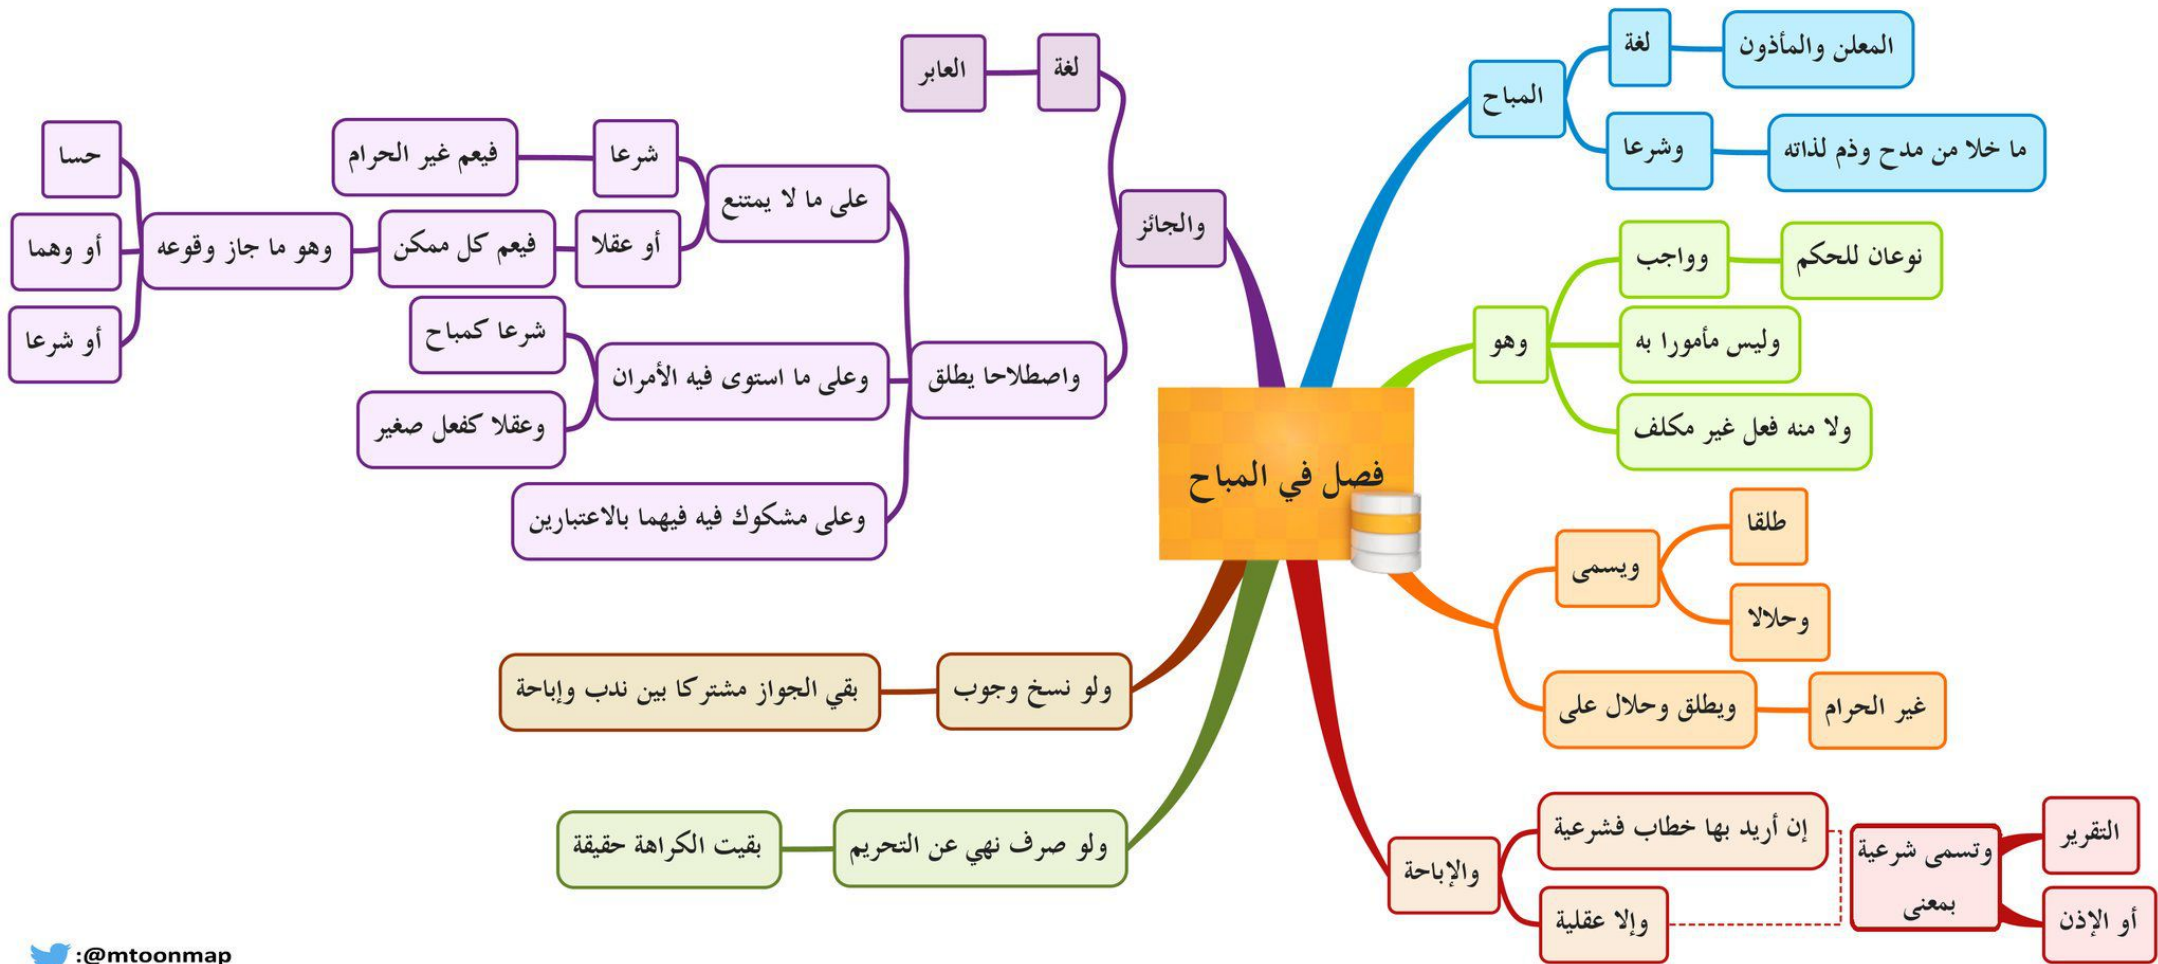 فصل في المباح
المباح
لغة
المعلن والمأذون
وشرعا
ما خلا من مدح وذم لذاته
وهو
وواجب
نوعان للحكم
وليس مأمورا به
ولا منه فعل غير مكلف
ويسمى
طلقا
وحلالا
ويطلق وحلال على
غير الحرام
والإباحة
إن أريد بها خطاب فشرعية
وإلا عقلية
وتسمى شرعية
بمعنى
التقرير
أو الإذن
والجائز
لغة
العابر
واصطلاحا يطلق
على ما لا يمتنع
شرعا
فيعم غير الحرام
أو عقلا
فيعم كل ممكن
وهو ما جاز وقوعه
حسا
أو وهما
أو شرعا
وعلى ما استوى فيه الأمران
شرعا كمباح
وعقلا كفعل صغير
وعلى مشكوك فيه فيهما بالاعتبارين
ولو نسخ وجوب
بقي الجواز مشتركا بين ندب وإباحة
ولو صرف نهي عن التحريم
بقيت الكراهة حقيقة
:@mtoonmap